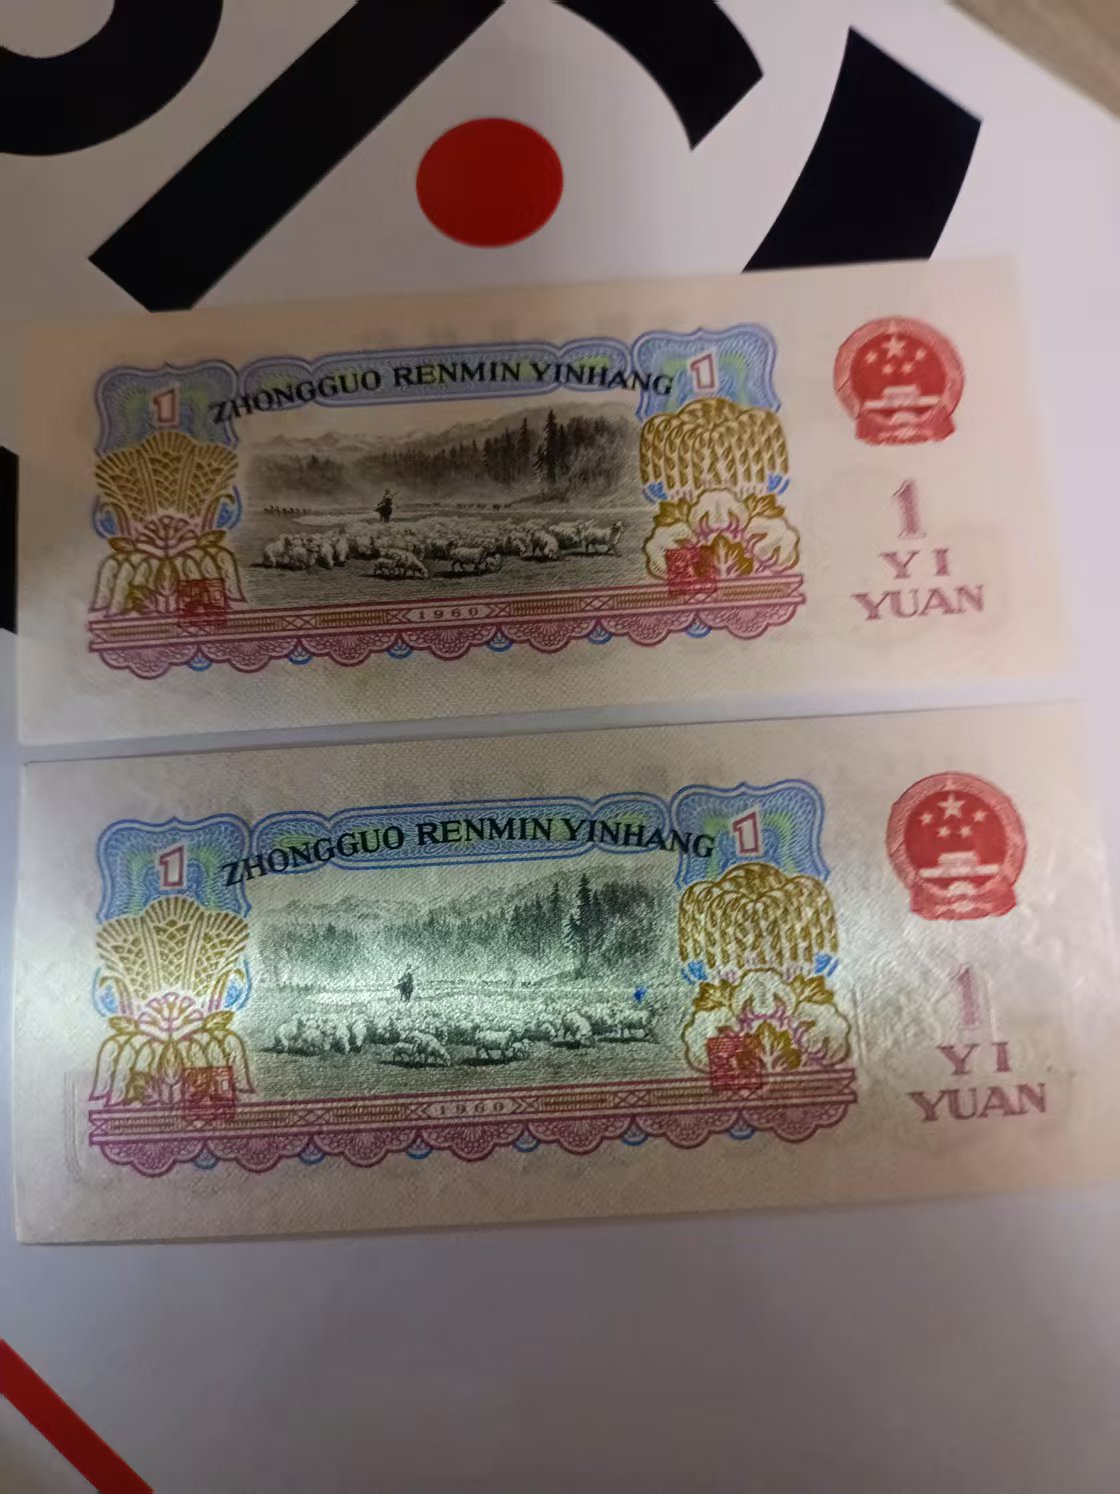 1 ZHONGGUO RENMIN YINHANG 1
1960
1
YI
YUAN
1 ZHONGGUO RENMIN YINHANG 1
1960
1
YI
YUAN